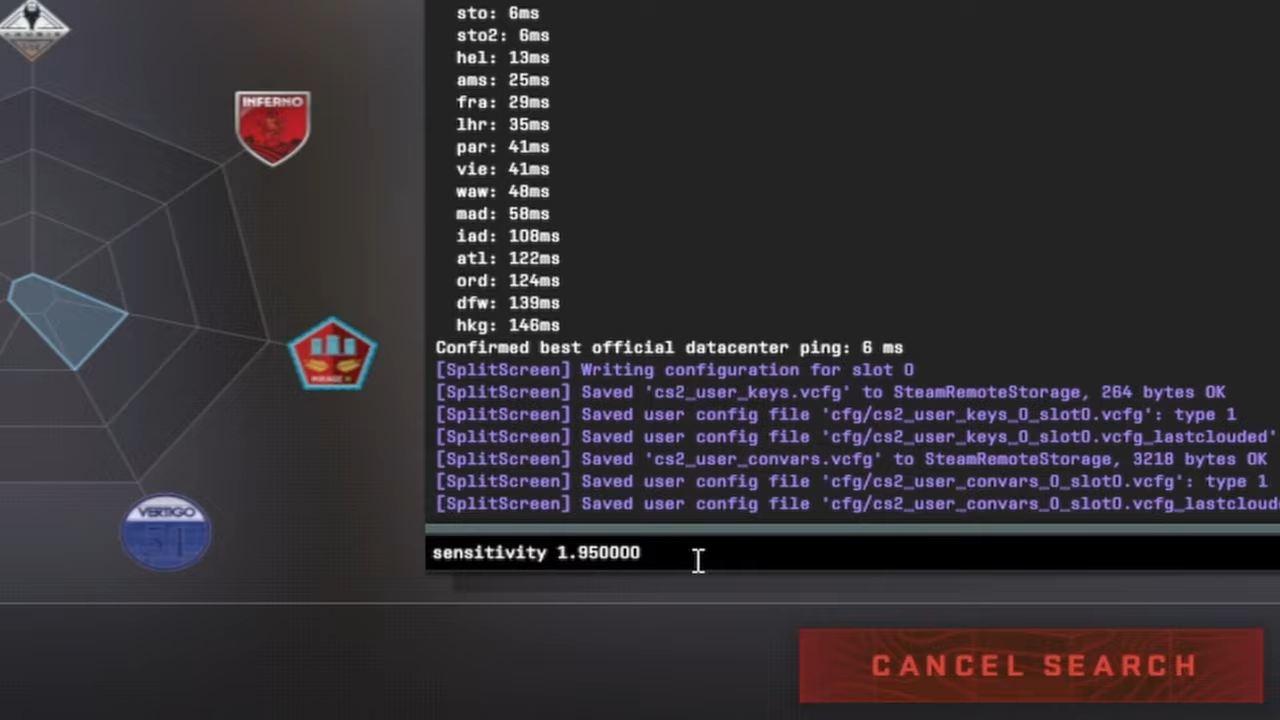 sto: 6ms
sto2: 6ms
hel: 13ms
ams: 25ms
fra: 29ms
lhr: 35ms
par: 41ms
vie: 41ms
waw: 48ms
mad: 58ms
iad: 108ms
atl: 122ms
ord: 124ms
dfw: 139ms
hkg: 146ms
Confirmed best official datacenter ping: 6 ms
[SplitScreen] Writing configuration for slot 0
[SplitScreen] Saved 'cs2_user_keys.vcfg' to SteamRemoteStorage, 264 bytes OK
[SplitScreen] Saved user config file 'cfg/cs2_user_keys_0_slot0.vcfg': type 1
[SplitScreen] Saved user config file 'cfg/cs2_user_keys_0_slot0.vcfg_lastclouded'
[SplitScreen] Saved 'cs2_user_convars.vcfg' to SteamRemoteStorage, 3218 bytes OK
[SplitScreen] Saved user config file 'cfg/cs2_user_convars_0_slot0.vcfg': type 1
[SplitScreen] Saved user config file 'cfg/cs2_user_convars_0_slot0.vcfg_lastcloud
sensitivity 1.950000
INFERNO
MIRAGE
VERTIGO
51
CANCEL SEARCH